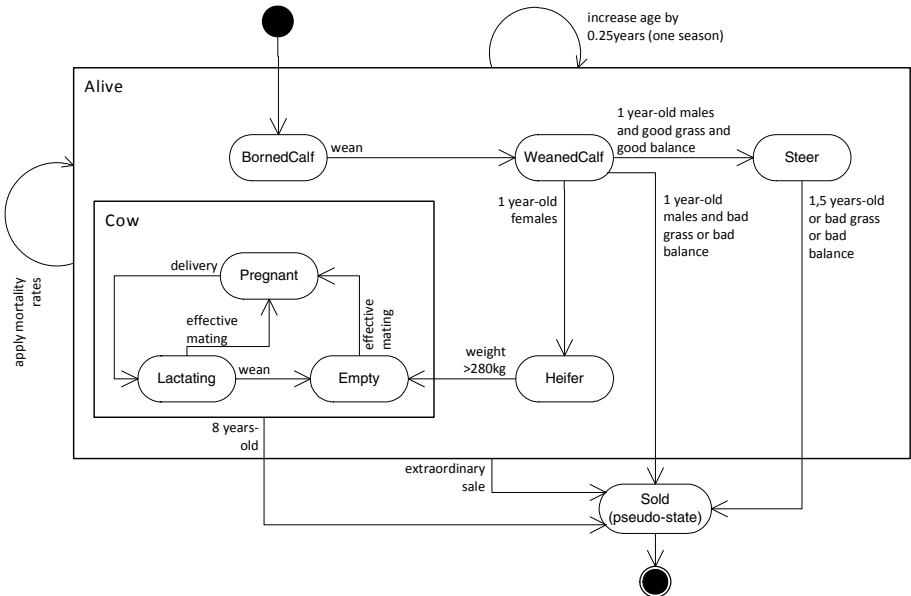 increase age by
0.25years (one season)
Alive
1 year-old males
and good grass and
good balance
BornedCalf
wean
WeanedCalf
Steer
1 year-old
females
1 year-old
males and bad
grass or bad
balance
1,5 years-old
or bad grass
or bad
balance
Cow
delivery
Pregnant
effective
mating
effective
mating
apply mortality
rates
Lactating
wean
Empty
weight
>280kg
Heifer
8 years-
old
extraordinary
sale
Sold
(pseudo-state)